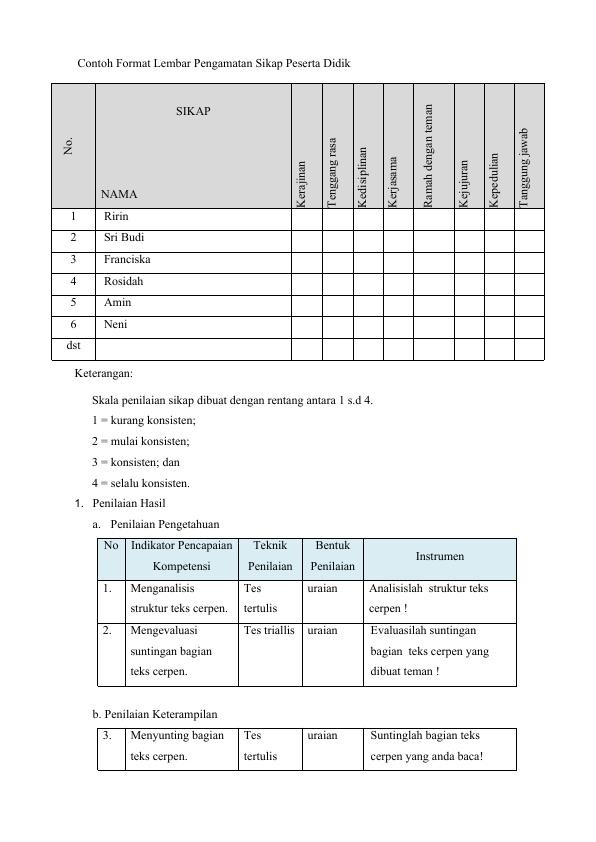 Contoh Format Lembar Pengamatan Sikap Peserta Didik
No.
SIKAP
NAMA
Kerajinan
Tenggang rasa
Kedisiplinan
Kerjasama
Ramah dengan teman
Kejujuran
Kepedulian
Tanggung jawab
1 Ririn
2 Sri Budi
3 Franciska
4 Rosidah
5 Amin
6 Neni
dst
Keterangan:
Skala penilaian sikap dibuat dengan rentang antara 1 s.d 4.
1 = kurang konsisten;
2 = mulai konsisten;
3 = konsisten; dan
4 = selalu konsisten.
1. Penilaian Hasil
a. Penilaian Pengetahuan
No Indikator Pencapaian Teknik Bentuk Instrumen
Kompetensi Penilaian Penilaian
1. Menganalisis Tes uraian Analisislah struktur teks
struktur teks cerpen. tertulis cerpen !
2. Mengevaluasi Tes triallis uraian Evaluasilah suntingan
suntingan bagian bagian teks cerpen yang
teks cerpen. dibuat teman !
b. Penilaian Keterampilan
3. Menyunting bagian Tes uraian Suntinglah bagian teks
teks cerpen. tertulis cerpen yang anda baca!